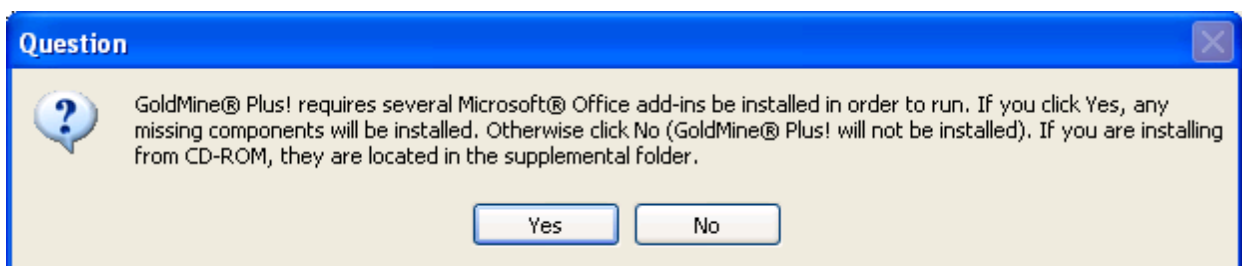 Question
GoldMine® Plus! requires several Microsoft® Office add-ins be installed in order to run. If you click Yes, any
missing components will be installed. Otherwise click No (GoldMine® Plus! will not be installed). If you are installing
from CD-ROM, they are located in the supplemental folder.
Yes No